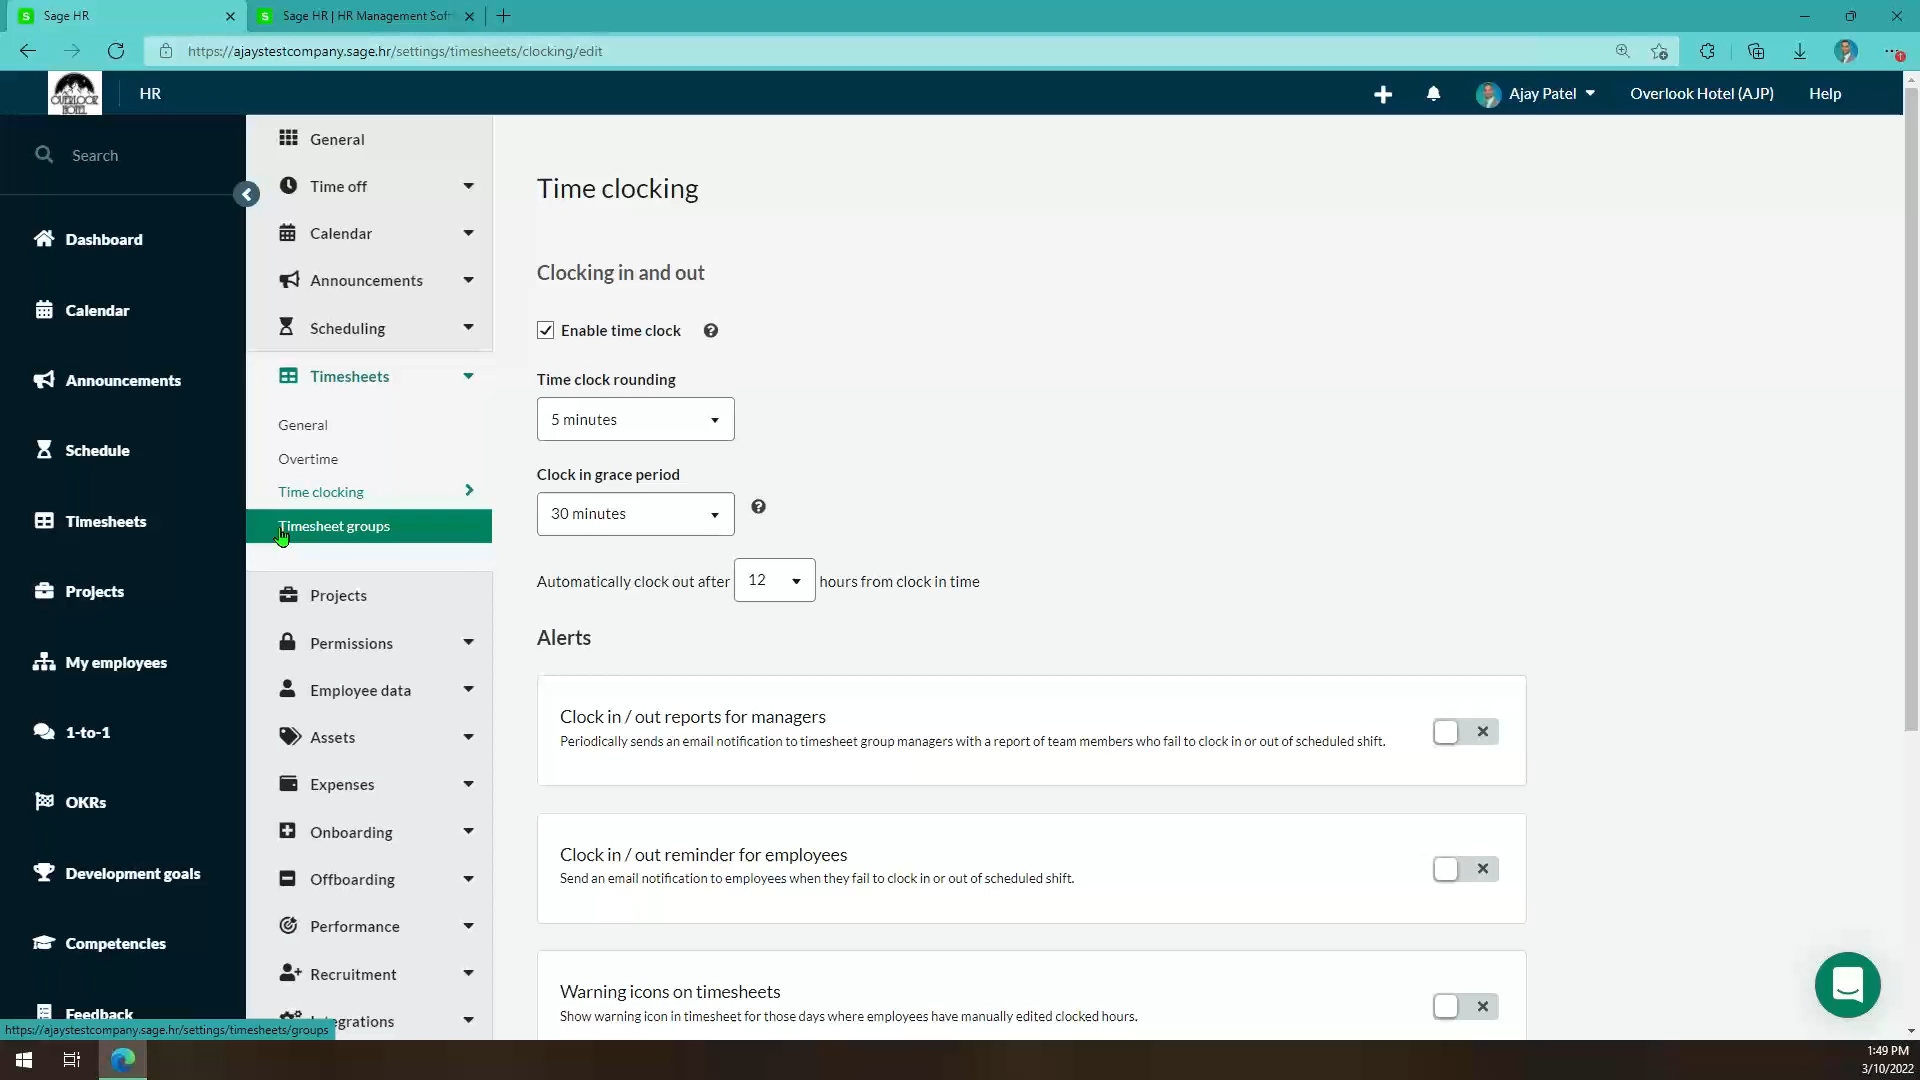 Sage HR
Sage HR | HR Management Soft
https://ajaystestcompany.sage.hr/settings/timesheets/clocking/edit
OVERLOOK
HOTEL
HR
Ajay Patel
Overlook Hotel (AJP)
Help
Search
Dashboard
Calendar
Announcements
Schedule
Timesheets
Projects
My employees
1-to-1
OKRs
Development goals
Competencies
Feedback
General
Time off
Calendar
Announcements
Scheduling
Timesheets
General
Overtime
Time clocking
Timesheet groups
Projects
Permissions
Employee data
Assets
Expenses
Onboarding
Offboarding
Performance
Recruitment
tegrations
Time clocking
Clocking in and out
Enable time clock
Time clock rounding
5 minutes
Clock in grace period
30 minutes
Automatically clock out after 12 hours from clock in time
Alerts
Clock in / out reports for managers
Periodically sends an email notification to timesheet group managers with a report of team members who fail to clock in or out of scheduled shift.
Clock in / out reminder for employees
Send an email notification to employees when they fail to clock in or out of scheduled shift.
Warning icons on timesheets
Show warning icon in timesheet for those days where employees have manually edited clocked hours.
https://ajaystestcompany.sage.hr/settings/timesheets/groups
1:49 PM
3/10/2022